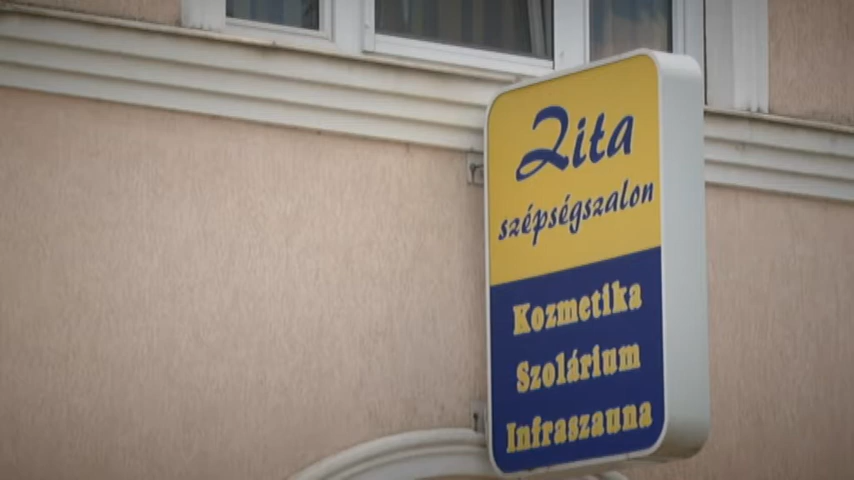 Zita
szépségszalon
Kozmetika
Szolárium
Infraszauna